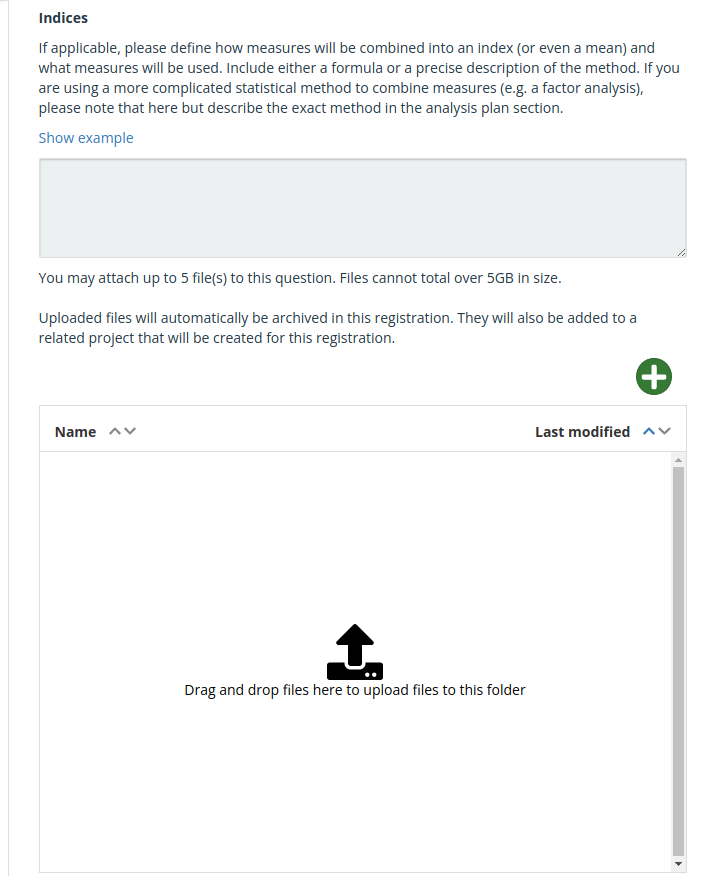 Indices
If applicable, please define how measures will be combined into an index (or even a mean) and
what measures will be used. Include either a formula or a precise description of the method. If you
are using a more complicated statistical method to combine measures (e.g. a factor analysis),
please note that here but describe the exact method in the analysis plan section.
Show example
You may attach up to 5 file(s) to this question. Files cannot total over 5GB in size.
Uploaded files will automatically be archived in this registration. They will also be added to a
related project that will be created for this registration.
Name Last modified
Drag and drop files here to upload files to this folder